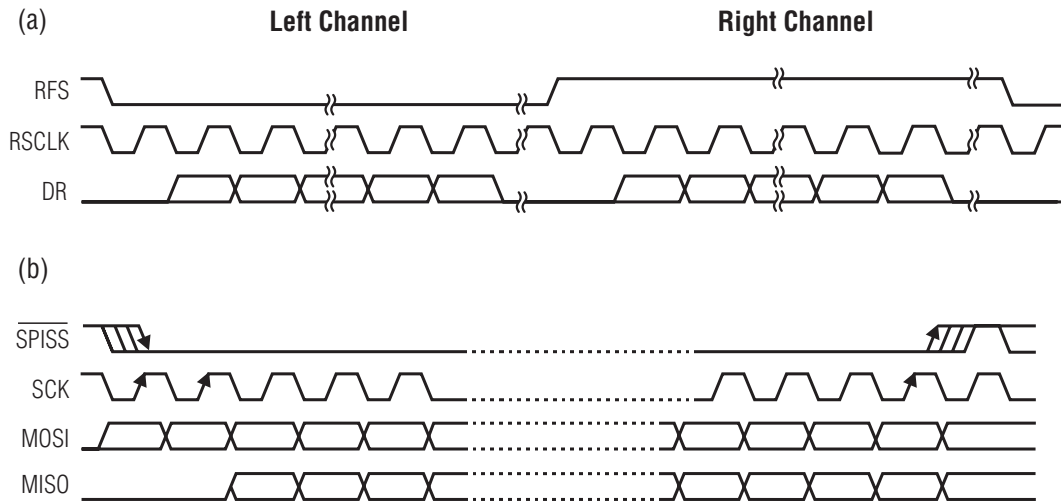 (a)
Left Channel Right Channel
RFS
RSCLK
DR
(b)
SPISS
SCK
MOSI
MISO